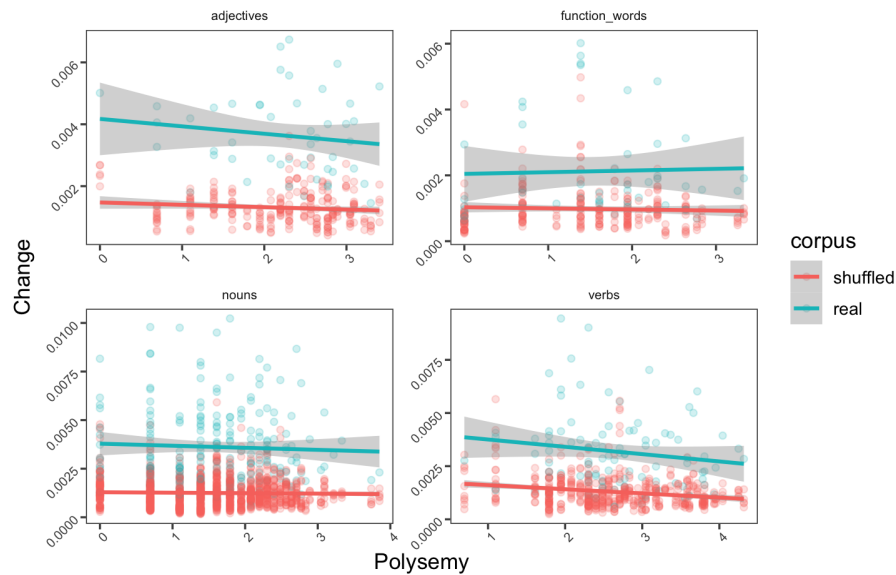 adjectives
function_words
0.006
0.004
0.002
0 1 2 3
0.006
0.004
0.002
0.000
0 1 2 3
Change
nouns
verbs
0.0100
0.0075
0.0050
0.0025
0.0000
0 1 2 3 4
0.0075
0.0050
0.0025
0.0000
1 2 3 4
Polysemy
corpus
shuffled
real